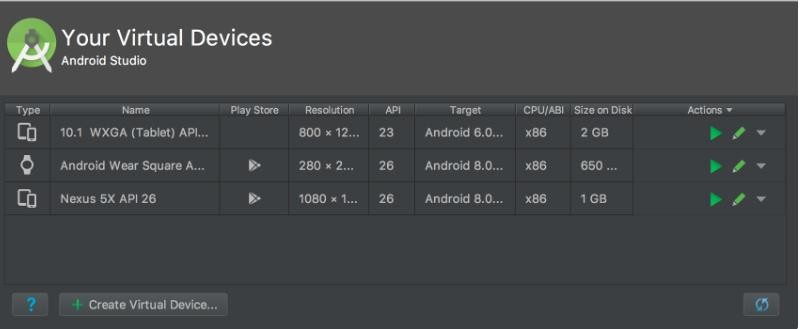 Your Virtual Devices
Android Studio
Type Name Play Store Resolution API Target CPU/ABI Size on Disk Actions
10.1 WXGA (Tablet) API... 800 × 12... 23 Android 6.0... x86 2 GB
Android Wear Square A... 280 × 2... 26 Android 8.0... x86 650 ...
Nexus 5X API 26 1080 × 1... 26 Android 8.0... x86 1 GB
? + Create Virtual Device...